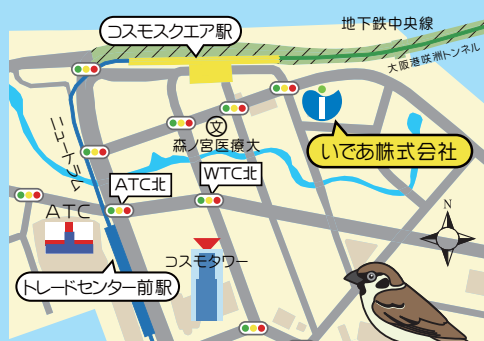 コスモスクエア駅
地下鉄中央線
大阪港咲洲トンネル
文
森ノ宮医療大
いであ株式会社
ニュートラム
ATC北
WTC北
ATC
N
コスモタワー
トレードセンター前駅